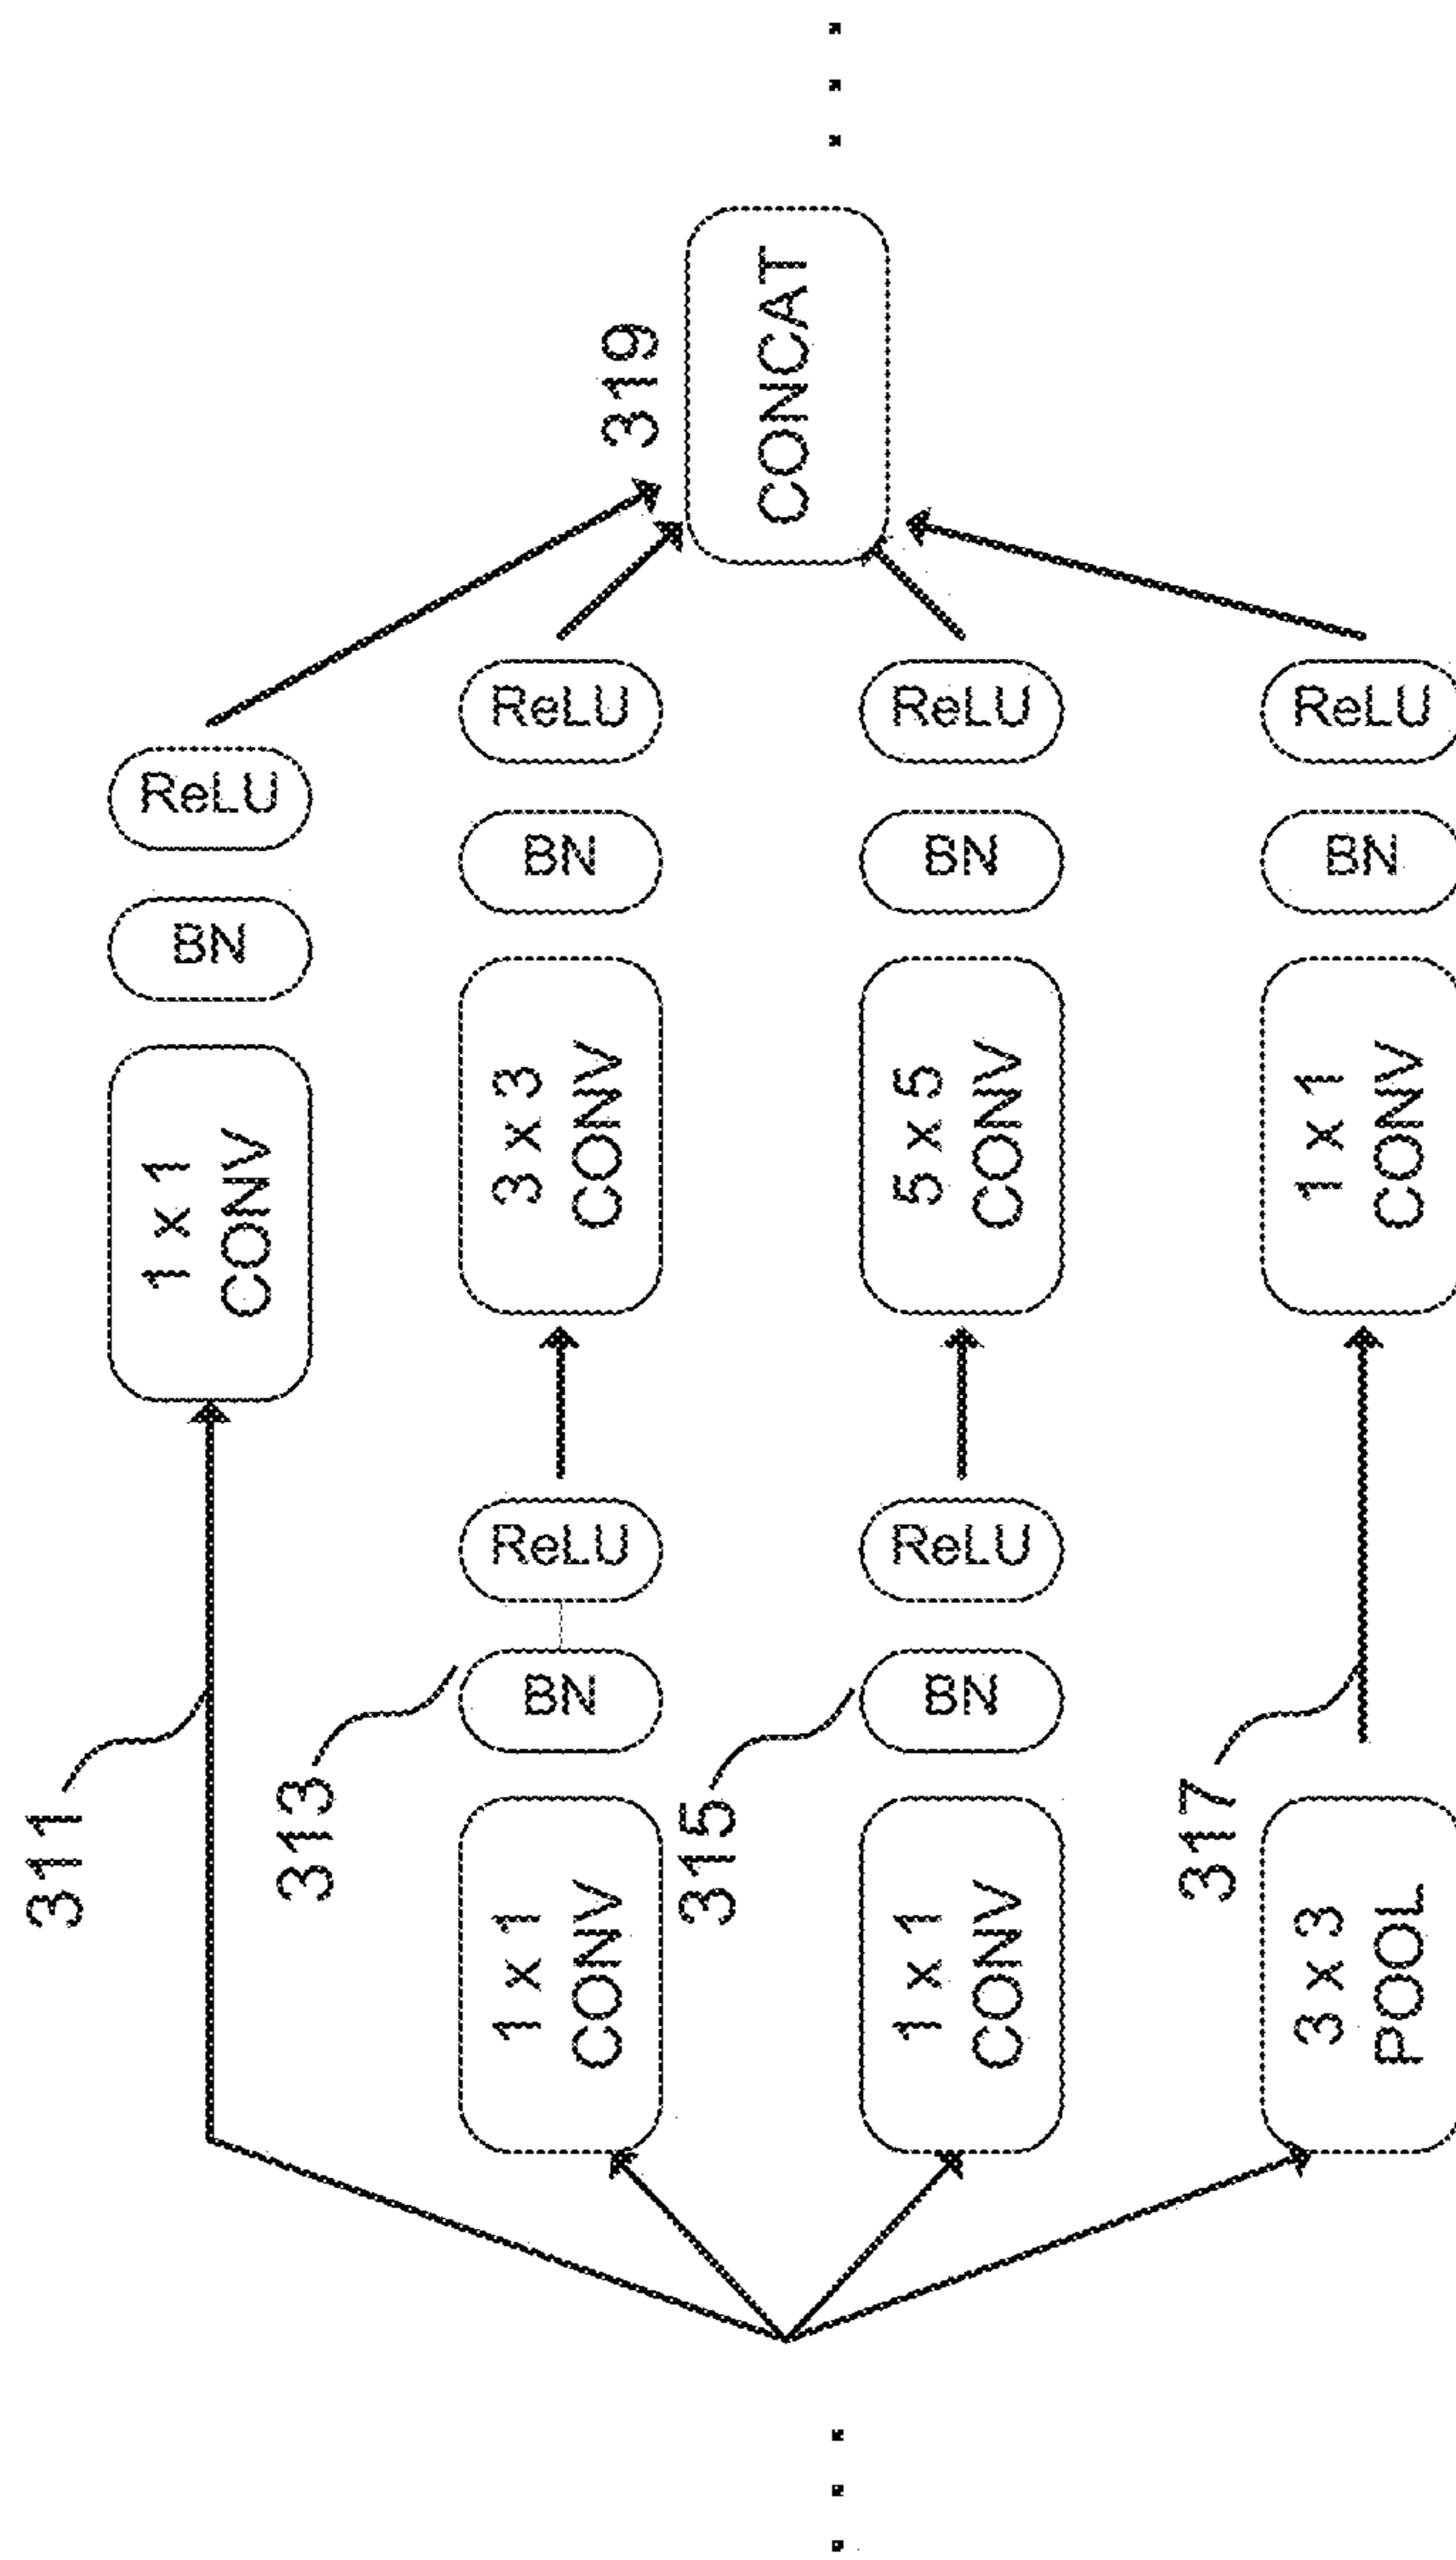 311
1 x 1
CONV
BN
ReLU
313
1 x 1
CONV
BN
ReLU
3 x 3
CONV
BN
ReLU
319
CONCAT
315
1 x 1
CONV
BN
ReLU
5 x 5
CONV
BN
ReLU
317
3 x 3
POOL
1 x 1
CONV
BN
ReLU